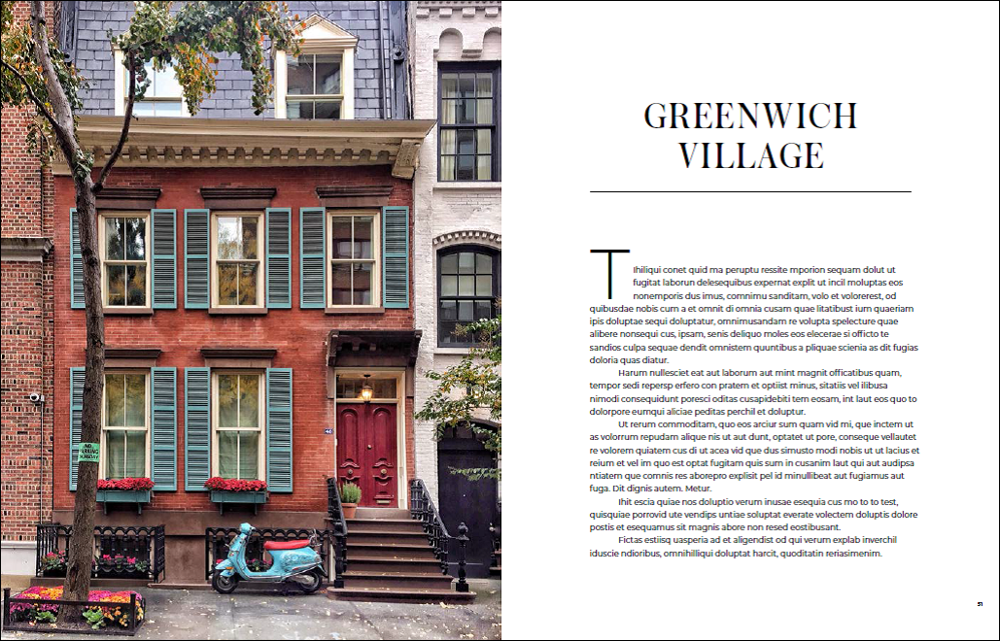 NO
PARKING
GREENWICH
VILLAGE
TIhiliqui conet quid ma peruptu ressite mporion sequam dolut ut
fugitat laborun delesequibus expernat explit ut incil moluptas eos
nonemporis dus imus, comnimu sanditam, volo et volorerest, od
quibusdae nobis cum a et omnit di omnia cusam quae litatibust ium quaeriam
ipis doluptae sequi doluptatur, omnimusandam re volupta spelecture quae
alibere nonsequi cus, ipsam, senis deliquo moles eos elecerae si officto te
sandios culpa sequae dendit omnistem quuntibus a pliquae scienia as dit fugias
doloria quas diatur.
Harum nullesciet eat aut laborum aut mint magnit officatibus quam,
tempor sedi repersp erfero con pratem et optiist minus, sitatiis vel ilibusa
nimodi consequidunt poresci oditas cusapidebiti tem eosam, int laut eos quo to
dolorpore eumqui aliciae peditas perchil et doluptur.
Ut rerum commoditam, quo eos arciur sum quam vid mi, que inctem ut
as volorrum repudam alique nis ut aut dunt, optatet ut pore, conseque vellautet
re volorem quiatem cus di ut acea vid que dus simusto modi nobis ut ut lacius et
reium et vel im quo est optat fugitam quis sum in cusanim laut qui aut audipsa
ntiatem que comnis res aborepro explisit pel id minullibeat aut fugiamus aut
fuga. Dit dignis autem. Metur.
Ihit escia quiae nos doluptio verum inusae esequia cus mo to to test,
quisquiae porrovid ute vendips untiae soluptat everate volectem doluptis dolore
postis et esequamus sit magnis abore non resed eostibusant.
Fictas estiisq uasperia ad et aligendist od qui verum explab inverchil
iduscie ndioribus, omnihilliqui doluptat harcit, quoditatin reriasimenim.
51